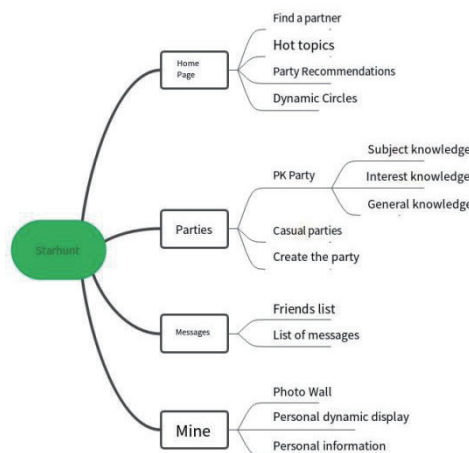 Starhunt
Home
Page
Find a partner
Hot topics
Party Recommendations
Dynamic Circles
Parties
PK Party
Subject knowledge
Interest knowledge
General knowledge
Casual parties
Create the party
Messages
Friends list
List of messages
Mine
Photo Wall
Personal dynamic display
Personal information